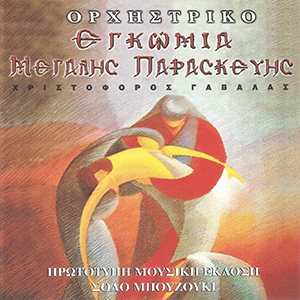 ΟΡΧΗΣΤΡΙΚΟ
ΕΓΚΩΜΙΑ
ΜΕΓΑΛΗΣ ΠΑΡΑΣΚΕΥΗΣ
ΧΡΙΣΤΟΦΟΡΟΣ ΓΑΒΑΛΑΣ
ΠΡΩΤΟΤΥΠΗ ΜΟΥΣΙΚΗ ΕΚΔΟΣΗ
ΣΟΛΟ ΜΠΟΥΖΟΥΚΙ